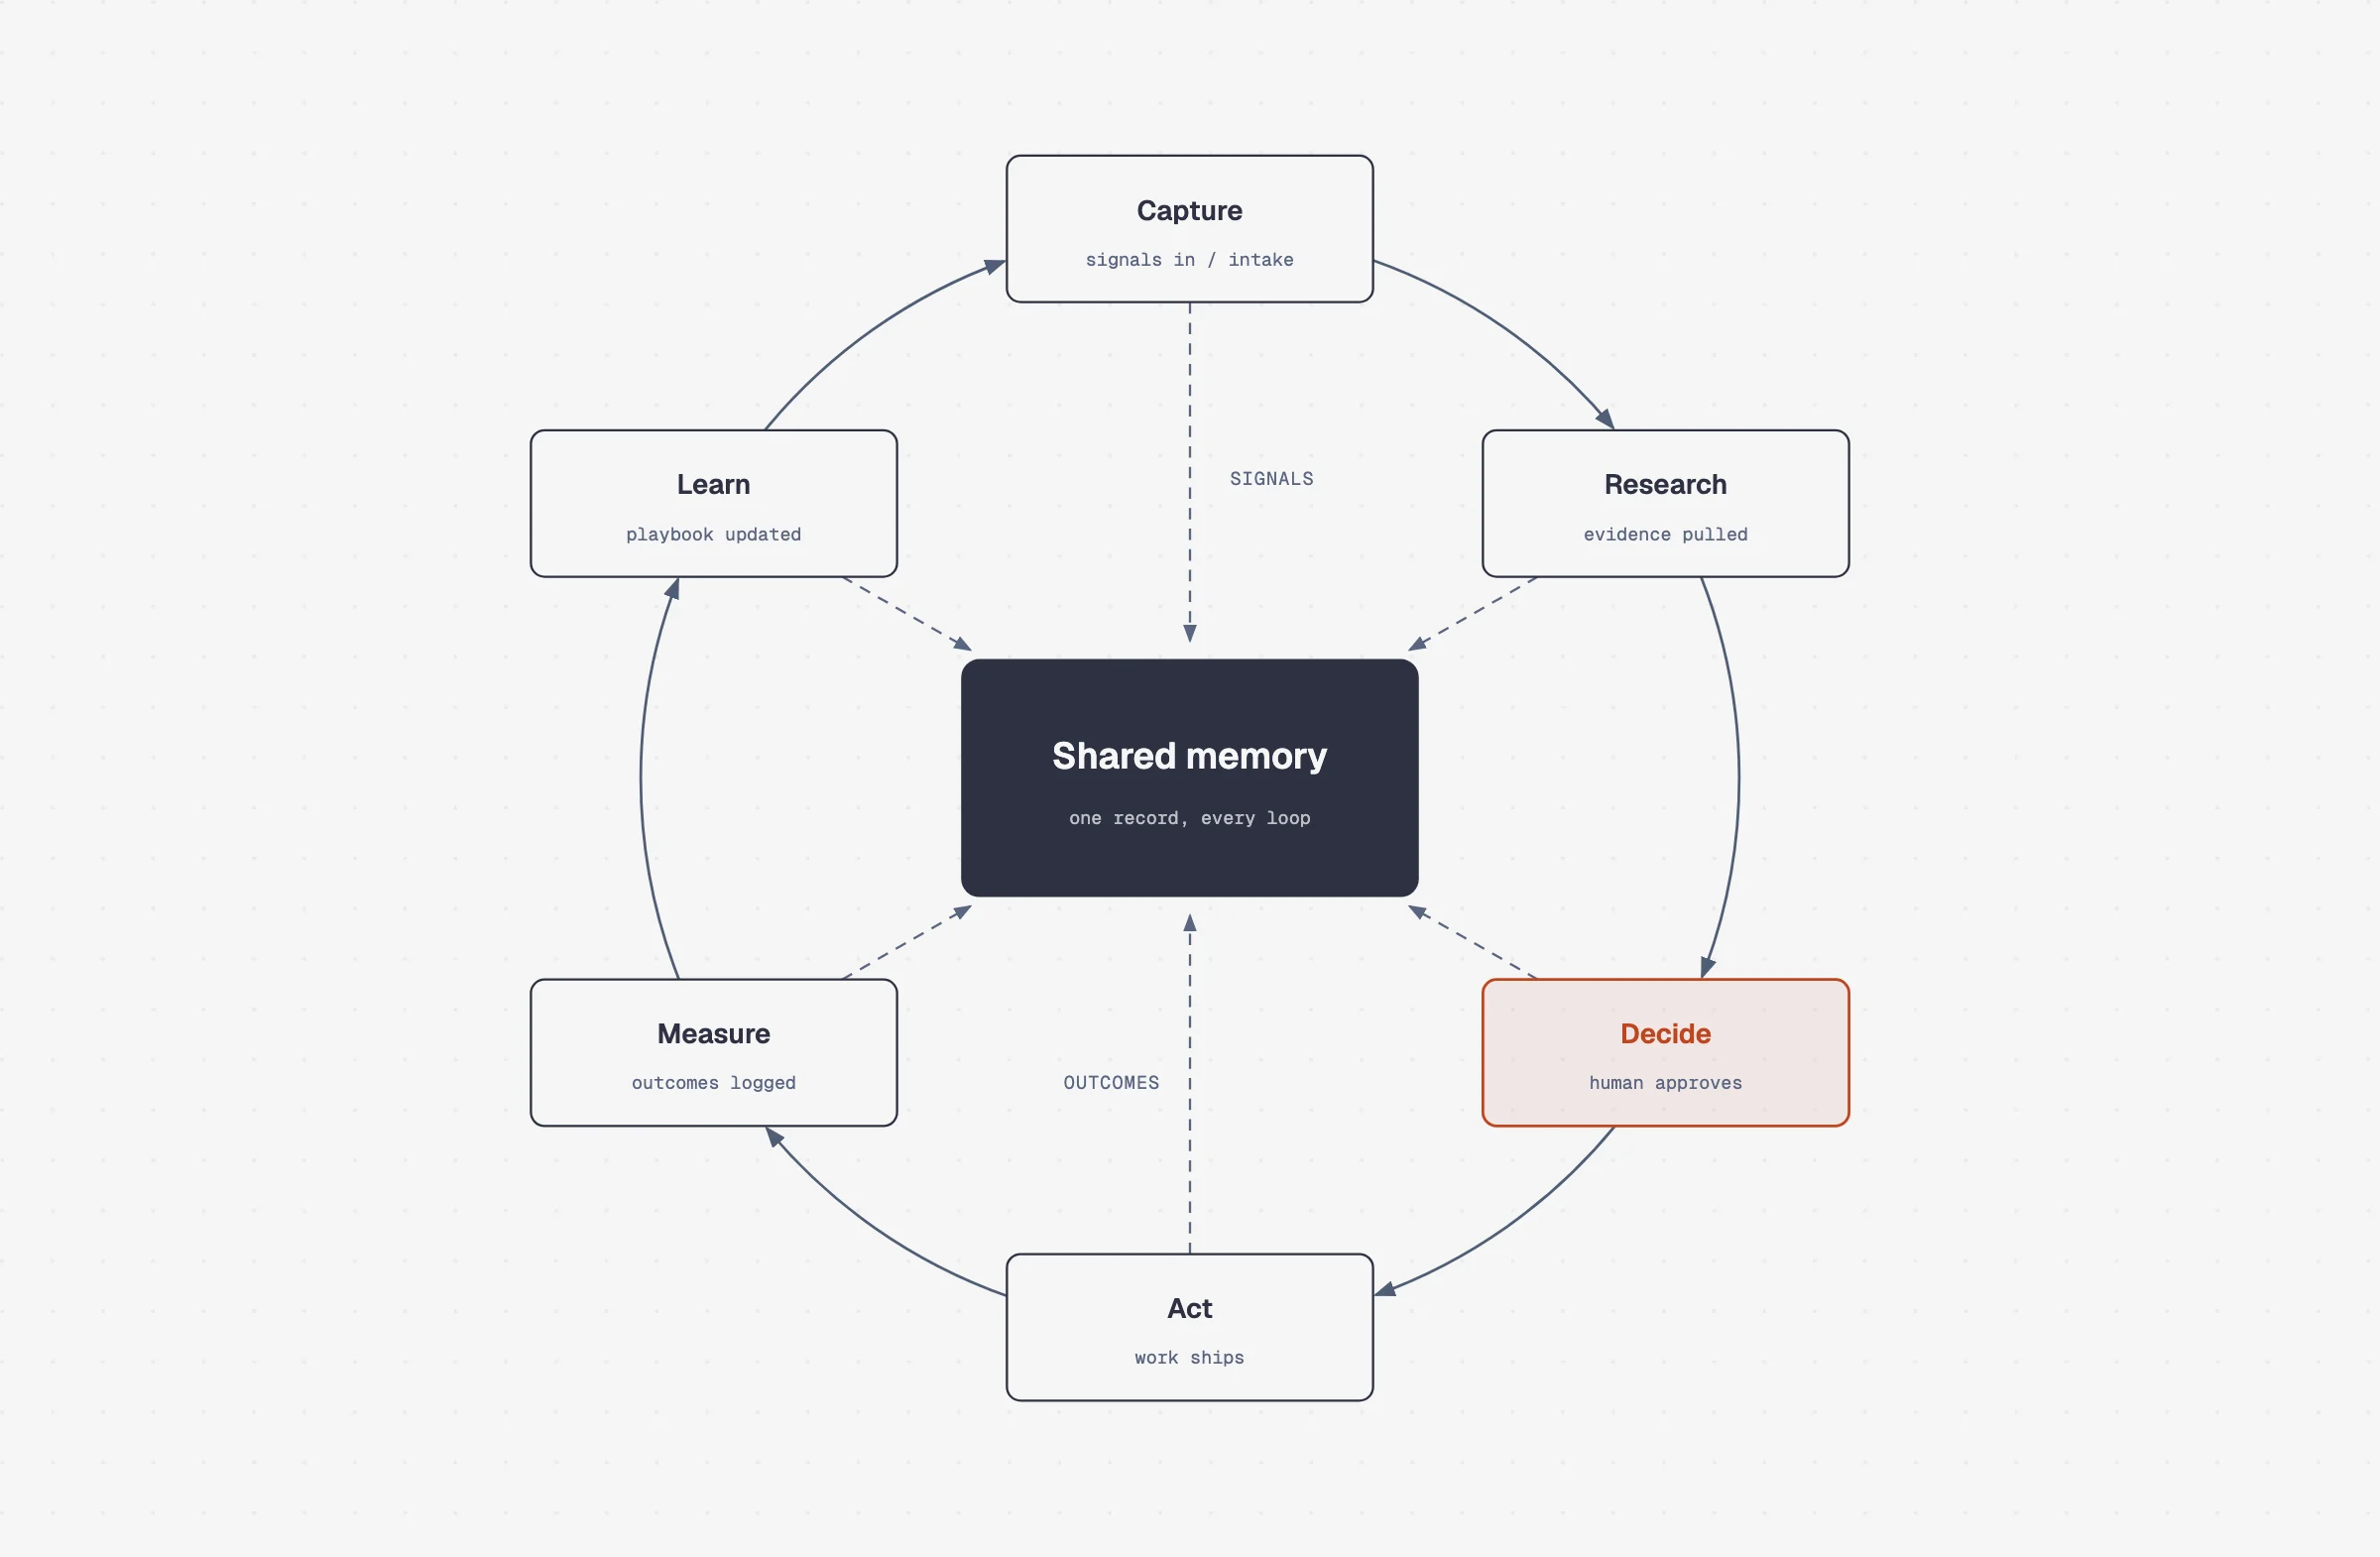 Capture
signals in / intake
SIGNALS
Learn
playbook updated
Research
evidence pulled
Shared memory
one record, every loop
Measure
outcomes logged
OUTCOMES
Decide
human approves
Act
work ships